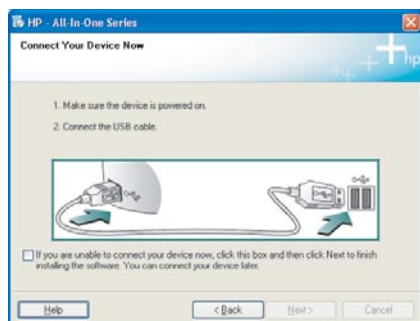 HP - All-In-One Series
Connect Your Device Now
hp
1. Make sure the device is powered on.
2. Connect the USB cable.
If you are unable to connect your device now, click this box and then click Next to finish
installing the software. You can connect your device later.
Help
< Back
Next >
Cancel